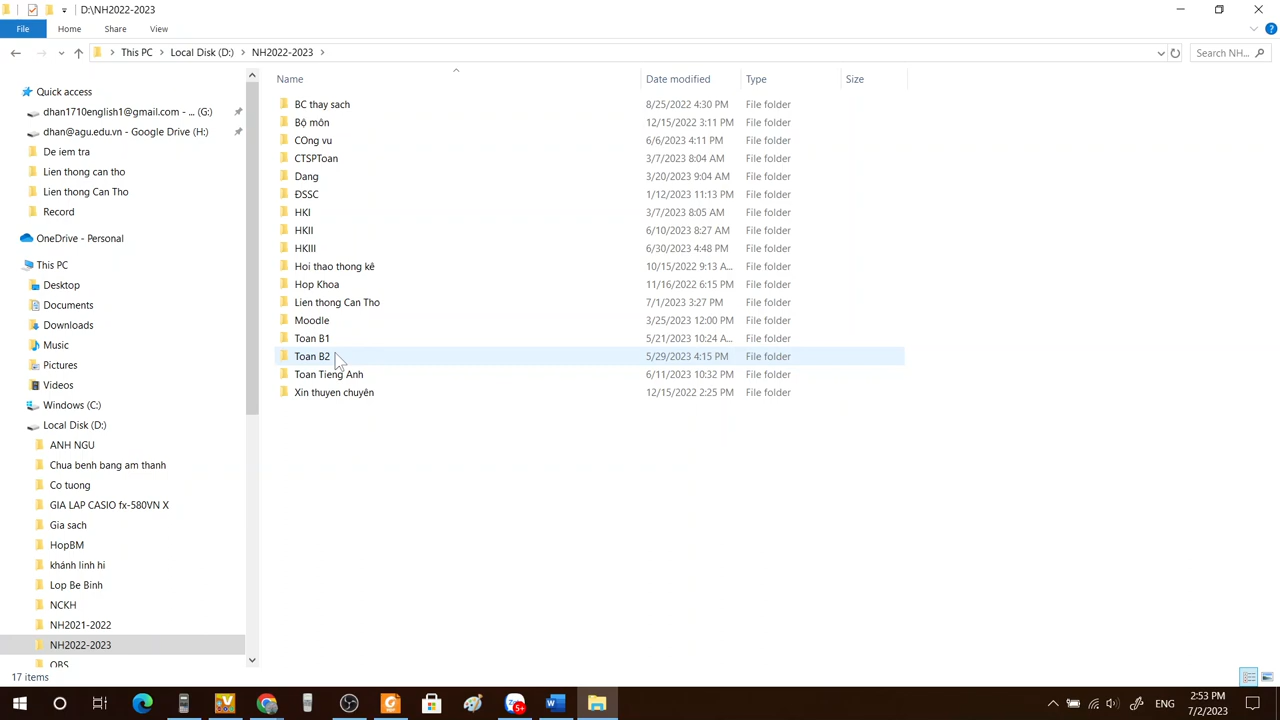 D:\NH2022-2023
File Home Share View
This PC Local Disk (D:) NH2022-2023 Search NH...
Name Date modified Type Size
Quick access
dhan1710english1@gmail.com - ... (G:)
dhan@agu.edu.vn - Google Drive (H:)
De iem tra
Lien thong can tho
Lien thong Can Tho
Record
OneDrive - Personal
This PC
Desktop
Documents
Downloads
Music
Pictures
Videos
Windows (C:)
Local Disk (D:)
ANH NGU
Chua benh bang am thanh
Co tuong
GIA LAP CASIO fx-580VN X
Gia sach
HopBM
khánh linh hi
Lop Be Binh
NCKH
NH2021-2022
NH2022-2023
OBS
BC thay sach 8/25/2022 4:30 PM File folder
Bộ môn 12/15/2022 3:11 PM File folder
COng vu 6/6/2023 4:11 PM File folder
CTSPToan 3/7/2023 8:04 AM File folder
Dang 3/20/2023 9:04 AM File folder
ĐSSC 1/12/2023 11:13 PM File folder
HKI 3/7/2023 8:05 AM File folder
HKII 6/10/2023 8:27 AM File folder
HKIII 6/30/2023 4:48 PM File folder
Hoi thao thong kê 10/15/2022 9:13 A... File folder
Hop Khoa 11/16/2022 6:15 PM File folder
Lien thong Can Tho 7/1/2023 3:27 PM File folder
Moodle 3/25/2023 12:00 PM File folder
Toan B1 5/21/2023 10:24 A... File folder
Toan B2 5/29/2023 4:15 PM File folder
Toan Tieng Anh 6/11/2023 10:32 PM File folder
Xin thuyen chuyên 12/15/2022 2:25 PM File folder
17 items
5+
ENG
2:53 PM
7/2/2023